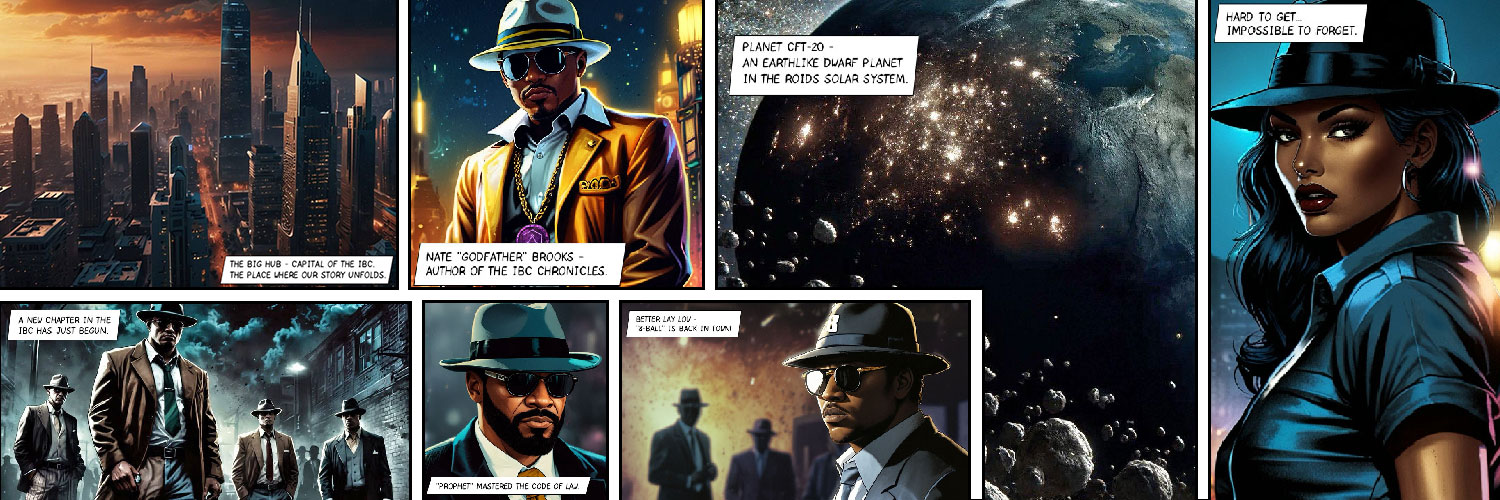 THE BIG HUB - CAPITAL OF THE IBC.
THE PLACE WHERE OUR STORY UNFOLDS.
NATE "GODFATHER" BROOKS -
AUTHOR OF THE IBC CHRONICLES.
PLANET CFT-20 -
AN EARTHLIKE DWARF PLANET
IN THE ROIDS SOLAR SYSTEM.
HARD TO GET...
IMPOSSIBLE TO FORGET.
A NEW CHAPTER IN THE
IBC HAS JUST BEGUN.
"PROPHET" MASTERED THE CODE OF LAW.
BETTER LAY LOW -
"8-BALL" IS BACK IN TOWN!
8